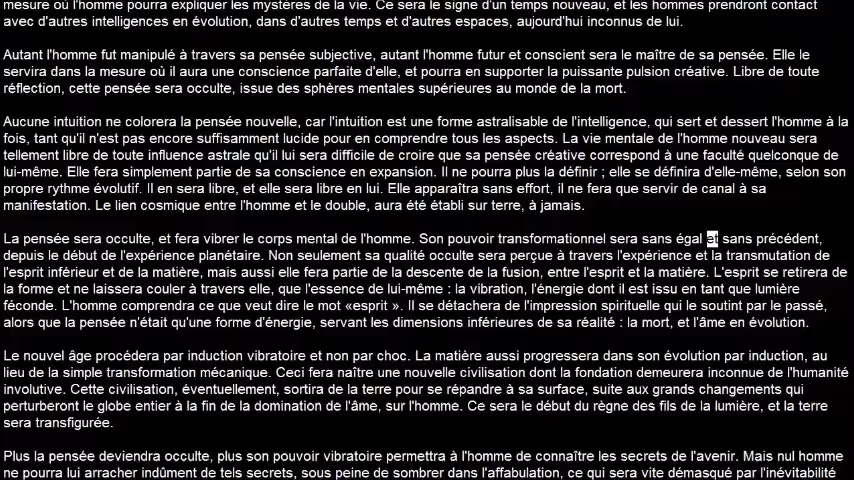 mesure où l'homme pourra expliquer les mystères de la vie. Ce sera le signe d'un temps nouveau, et les hommes prendront contact
avec d'autres intelligences en évolution, dans d'autres temps et d'autres espaces, aujourd'hui inconnus de lui.
Autant l'homme fut manipulé à travers sa pensée subjective, autant l'homme futur et conscient sera le maître de sa pensée. Elle le
servira dans la mesure où il aura une conscience parfaite d'elle, et pourra en supporter la puissante pulsion créative. Libre de toute
réflection, cette pensée sera occulte, issue des sphères mentales supérieures au monde de la mort.
Aucune intuition ne colorera la pensée nouvelle, car l'intuition est une forme astralisable de l'intelligence, qui sert et dessert l'homme à la
fois, tant qu'il n'est pas encore suffisamment lucide pour en comprendre tous les aspects. La vie mentale de l'homme nouveau sera
tellement libre de toute influence astrale qu'il lui sera difficile de croire que sa pensée créative correspond à une faculté quelconque de
lui-même. Elle fera simplement partie de sa conscience en expansion. Il ne pourra plus la définir ; elle se définira d'elle-même, selon son
propre rythme évolutif. Il en sera libre, et elle sera libre en lui. Elle apparaîtra sans effort, il ne fera que servir de canal à sa
manifestation. Le lien cosmique entre l'homme et le double, aura été établi sur terre, à jamais.
La pensée sera occulte, et fera vibrer le corps mental de l'homme. Son pouvoir transformationnel sera sans égal et sans précédent,
depuis le début de l'expérience planétaire. Non seulement sa qualité occulte sera perçue à travers l'expérience et la transmutation de
l'esprit inférieur et de la matière, mais aussi elle fera partie de la descente de la fusion, entre l'esprit et la matière. L'esprit se retirera de
la forme et ne laissera couler à travers elle, que l'essence de lui-même : la vibration, l'énergie dont il est issu en tant que lumière
féconde. L'homme comprendra ce que veut dire le mot «esprit ». Il se détachera de l'impression spirituelle qui le soutint par le passé,
alors que la pensée n'était qu'une forme d'énergie, servant les dimensions inférieures de sa réalité : la mort, et l'âme en évolution.
Le nouvel âge procédera par induction vibratoire et non par choc. La matière aussi progressera dans son évolution par induction, au
lieu de la simple transformation mécanique. Ceci fera naître une nouvelle civilisation dont la fondation demeurera inconnue de l'humanité
involutive. Cette civilisation, éventuellement, sortira de la terre pour se répandre à sa surface, suite aux grands changements qui
perturberont le globe entier à la fin de la domination de l'âme, sur l'homme. Ce sera le début du règne des fils de la lumière, et la terre
sera transfigurée.
Plus la pensée deviendra occulte, plus son pouvoir vibratoire permettra à l'homme de connaître les secrets de l'avenir. Mais nul homme
ne pourra lui arracher indûment de tels secrets, sous peine de sombrer dans l'affabulation, ce qui sera vite démasqué par l'inévitabilité